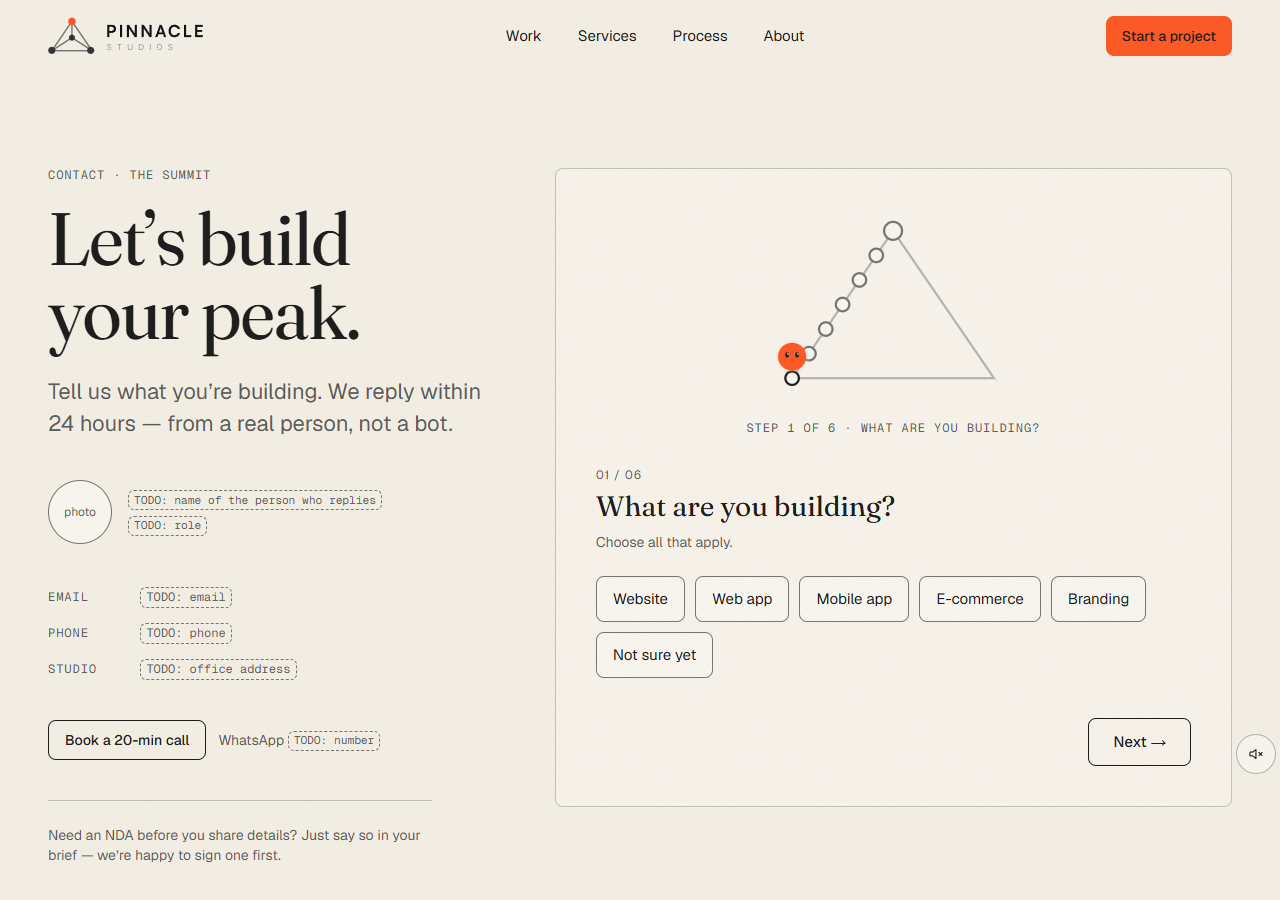 PINNACLE
STUDIOS
Work
Services
Process
About
Start a project
CONTACT · THE SUMMIT
Let’s build
your peak.
Tell us what you’re building. We reply within
24 hours — from a real person, not a bot.
photo
TODO: name of the person who replies
TODO: role
EMAIL TODO: email
PHONE TODO: phone
STUDIO TODO: office address
Book a 20-min call
WhatsApp TODO: number
Need an NDA before you share details? Just say so in your
brief — we’re happy to sign one first.
STEP 1 OF 6 · WHAT ARE YOU BUILDING?
01 / 06
What are you building?
Choose all that apply.
Website
Web app
Mobile app
E-commerce
Branding
Not sure yet
Next →